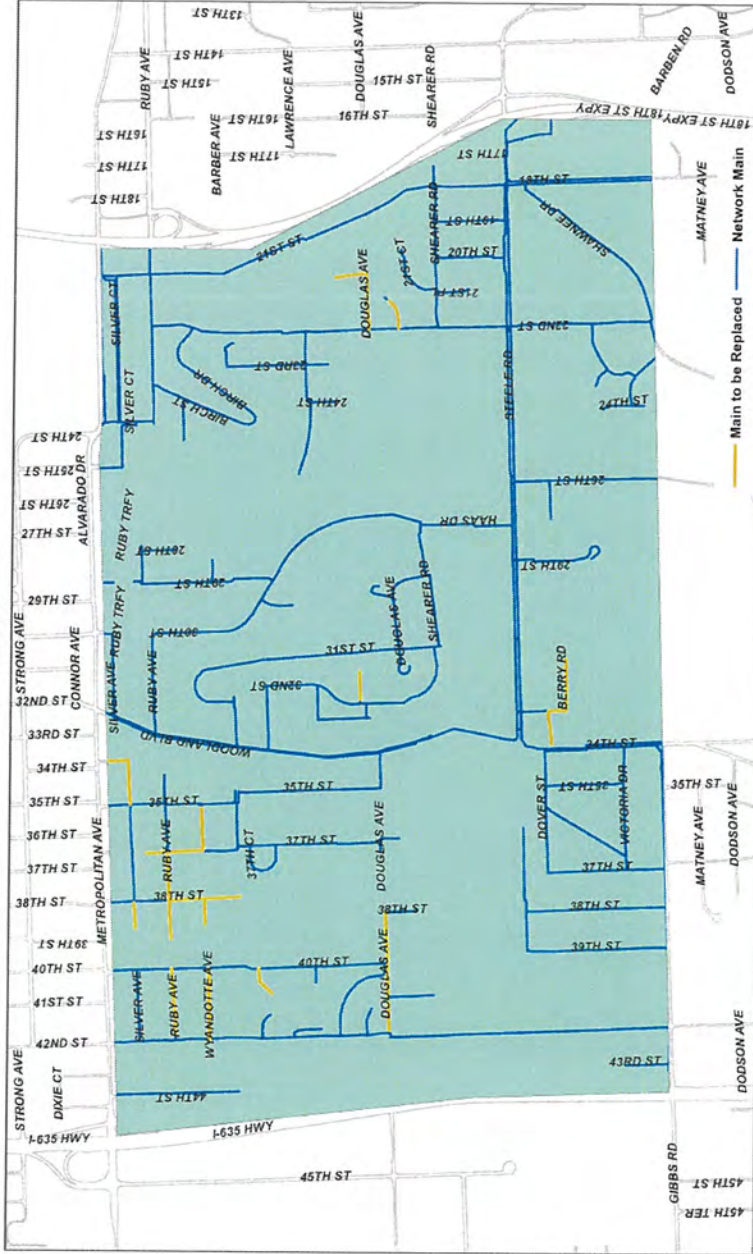 STRONG AVE
DIXIE CT
I-635 HWY
STRONG AVE
32ND ST
33RD ST
34TH ST
35TH ST
36TH ST
37TH ST
38TH ST
39TH ST
40TH ST
41ST ST
42ND ST
METROPOLITAN AVE
CONNOR AVE
29TH ST
27TH ST
26TH ST
25TH ST
24TH ST
ALVARADO DR
SILVER AVE
RUBY TRFY
RUBY TRFY
SILVER CT
SILVER CT
18TH ST
17TH ST
16TH ST
RUBY AVE
15TH ST
14TH ST
13TH ST
I-635 HWY
44TH ST
SILVER AVE
RUBY AVE
WYANDOTTE AVE
40TH ST
38TH ST
RUBY AVE
35TH ST
37TH CT
37TH ST
35TH ST
WOODLAND BLVD
RUBY AVE
30TH ST
29TH ST
28TH ST
32ND ST
31ST ST
BIRCH ST
BIRCH DR
23RD ST
24TH ST
21ST ST
BARBER AVE
17TH ST
16TH ST
LAWRENCE AVE
DOUGLAS AVE
15TH ST
16TH ST
SHEARER RD
45TH ST
DOUGLAS AVE
38TH ST
DOUGLAS AVE
DOUGLAS AVE
SHEARER RD
HAAS DR
DOUGLAS AVE
21ST CT
21ST PL
SHEARER RD
20TH ST
19TH ST
17TH ST
STEELE RD
22ND ST
18TH ST
SHAWNEE DR
18TH ST EXPY
18TH ST EXPY
BARBEN RD
DODSON AVE
MATNEY AVE
24TH ST
26TH ST
29TH ST
BERRY RD
34TH ST
DOVER ST
36TH ST
VICTORIA DR
37TH ST
38TH ST
39TH ST
43RD ST
35TH ST
MATNEY AVE
DODSON AVE
DODSON AVE
GIBBS RD
45TH ST
45TH TER
Main to be Replaced
Network Main